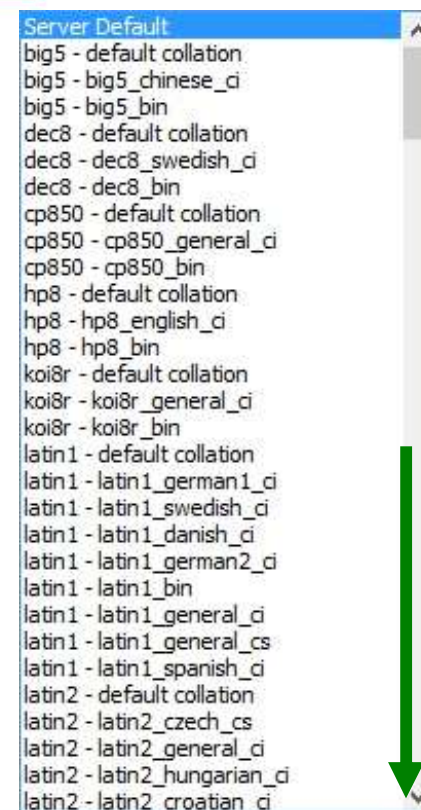 Server Default
big5 - default collation
big5 - big5_chinese_ci
big5 - big5_bin
dec8 - default collation
dec8 - dec8_swedish_ci
dec8 - dec8_bin
cp850 - default collation
cp850 - cp850_general_ci
cp850 - cp850_bin
hp8 - default collation
hp8 - hp8_english_ci
hp8 - hp8_bin
koi8r - default collation
koi8r - koi8r_general_ci
koi8r - koi8r_bin
latin1 - default collation
latin1 - latin1_german1_ci
latin1 - latin1_swedish_ci
latin1 - latin1_danish_ci
latin1 - latin1_german2_ci
latin1 - latin1_bin
latin1 - latin1_general_ci
latin1 - latin1_general_cs
latin1 - latin1_spanish_ci
latin2 - default collation
latin2 - latin2_czech_cs
latin2 - latin2_general_ci
latin2 - latin2_hungarian_ci
latin2 - latin2_croatian_ci